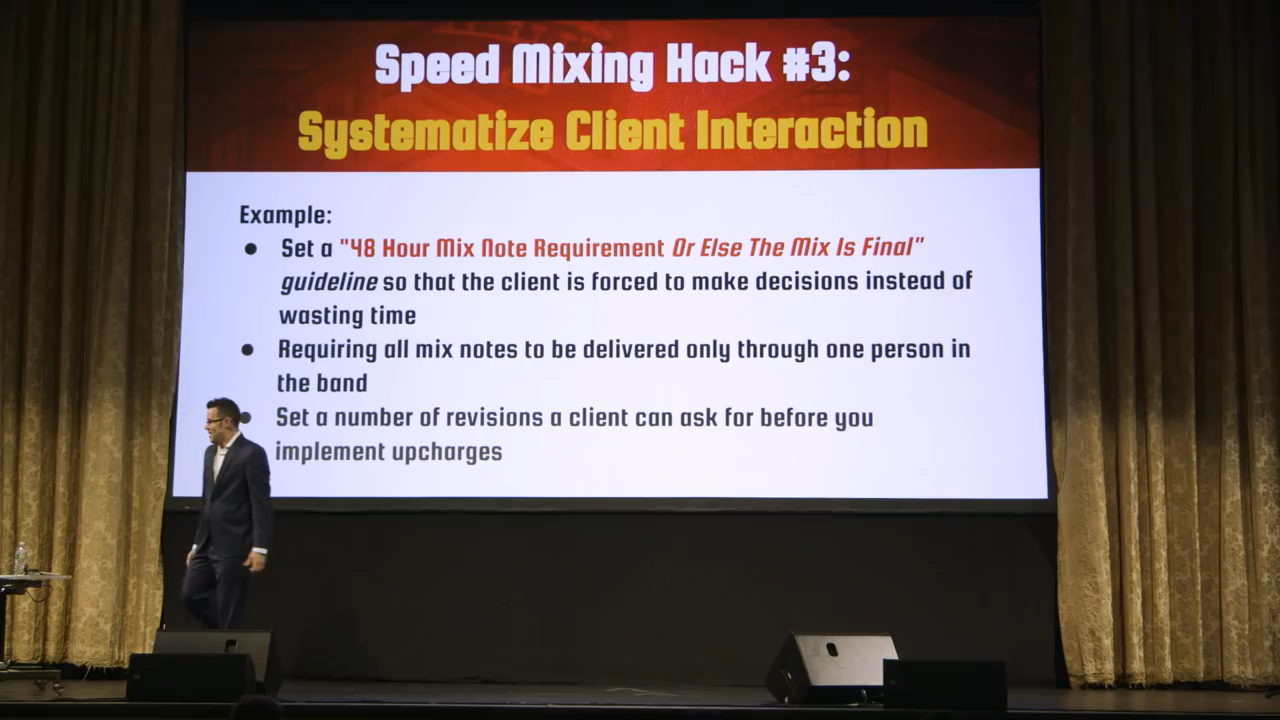 Speed Mixing Hack #3:
Systematize Client Interaction
Example:
● Set a "48 Hour Mix Note Requirement Or Else The Mix Is Final"
guideline so that the client is forced to make decisions instead of
wasting time
● Requiring all mix notes to be delivered only through one person in
the band
● Set a number of revisions a client can ask for before you
implement upcharges